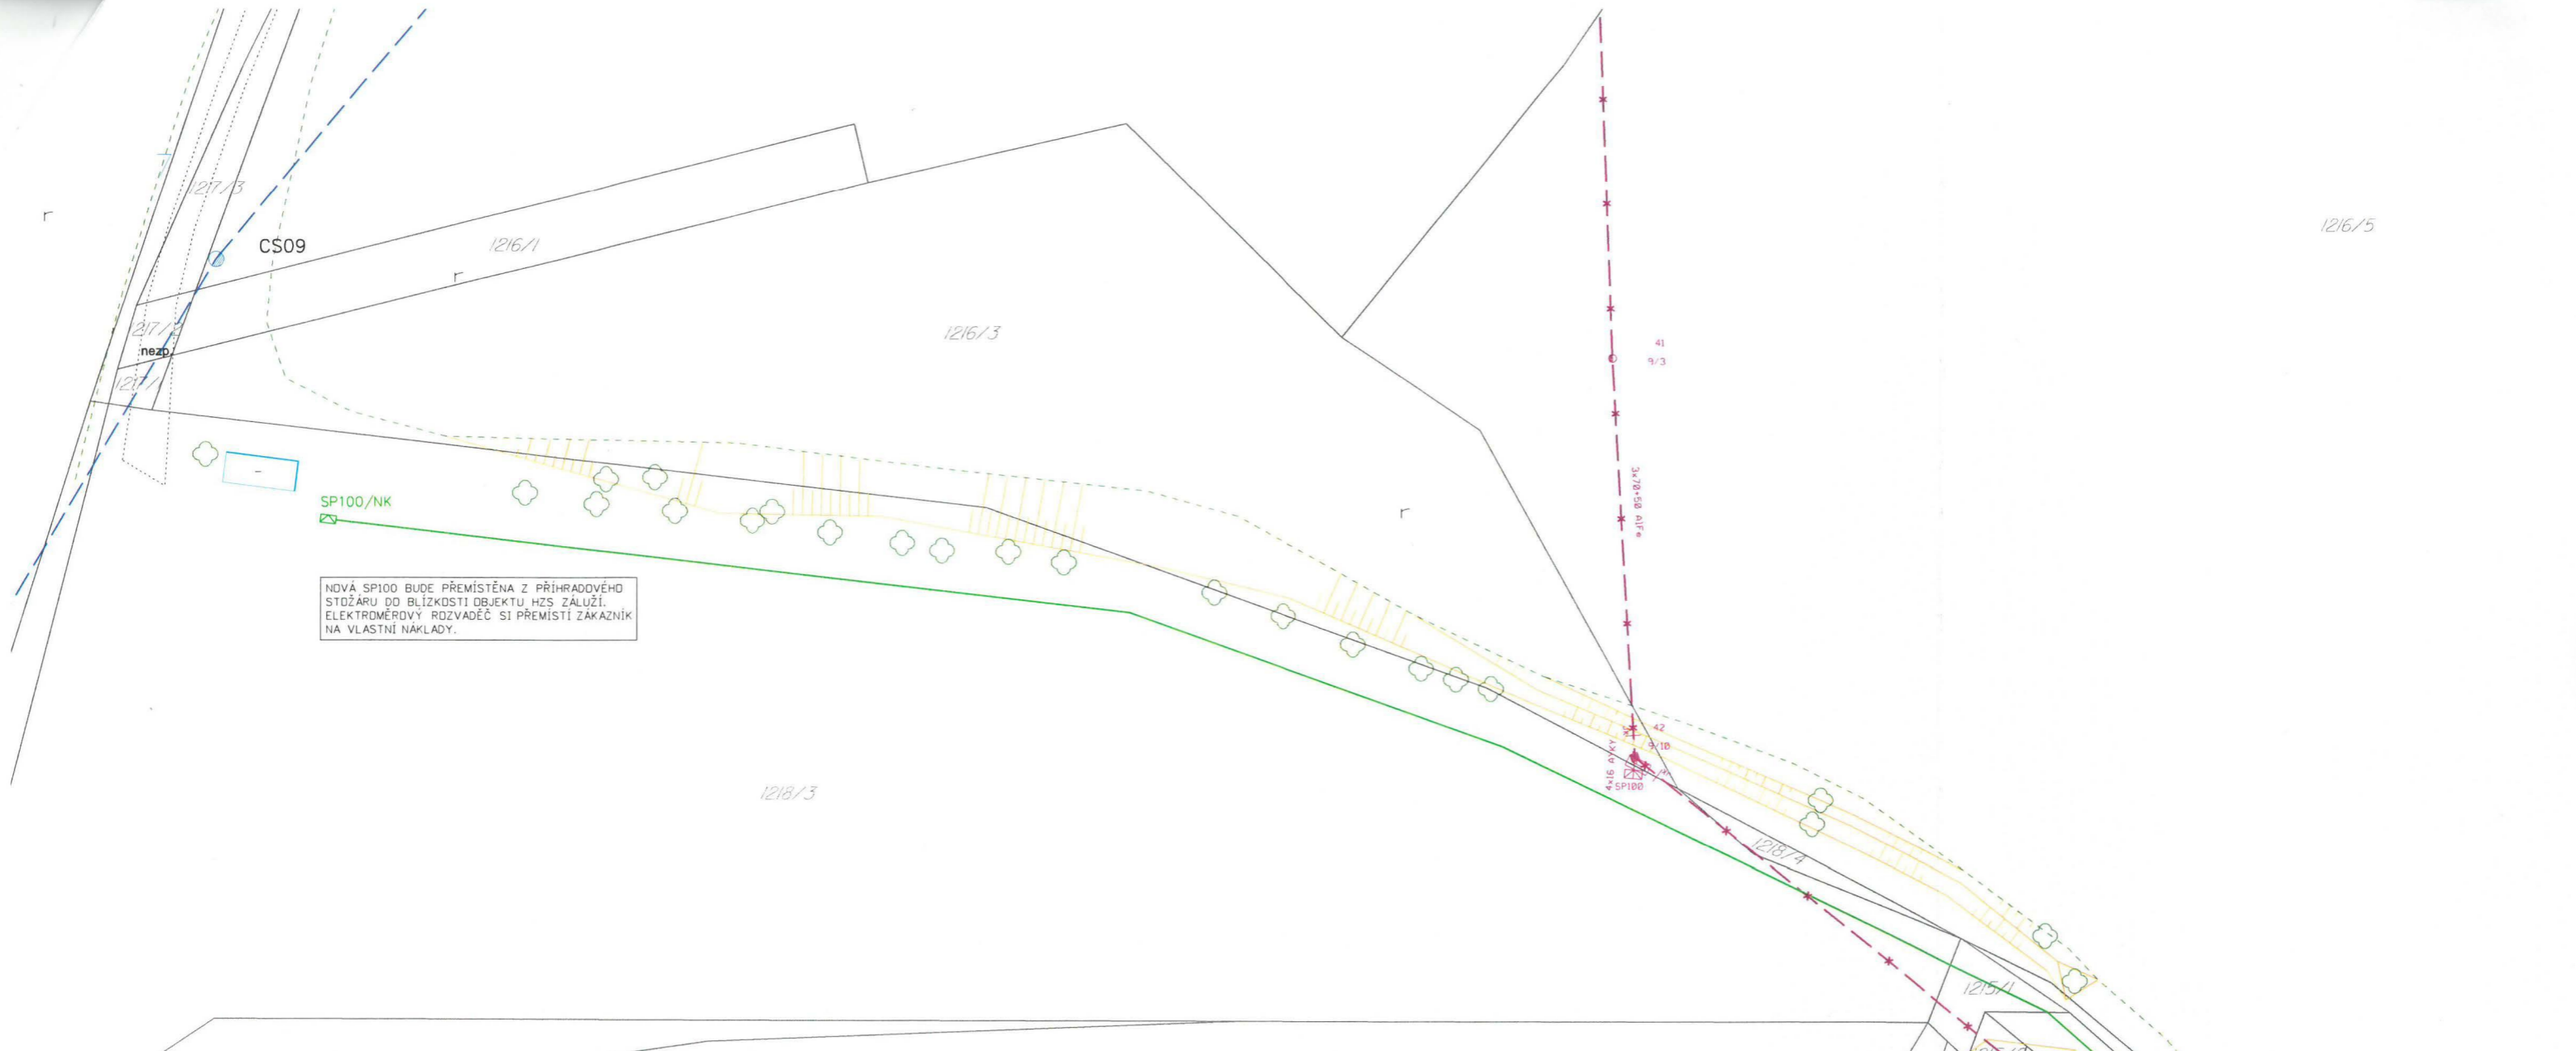 1217/3
r
CS09
1216/1
r
1216/5
1217/
nezp.
1217/
1216/3
41
9/3
3x70+50 AlFe
r
SP100/NK
NOVÁ SP100 BUDE PŘEMÍSTĚNA Z PŘÍHRADOVÉHO
STOŽÁRU DO BLÍZKOSTI OBJEKTU HZS ZÁLUŽÍ.
ELEKTROMĚROVÝ ROZVADĚČ SI PŘEMÍSTÍ ZÁKAZNÍK
NA VLASTNÍ NÁKLADY.
42
9/10
4x16 AYKY
SP100
1218/3
1218/4
1215/1